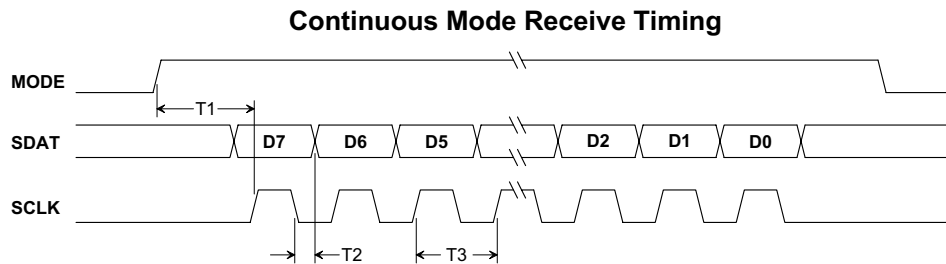 Continuous Mode Receive Timing
MODE
T1
SDAT D7 D6 D5 D2 D1 D0
SCLK
T2 T3